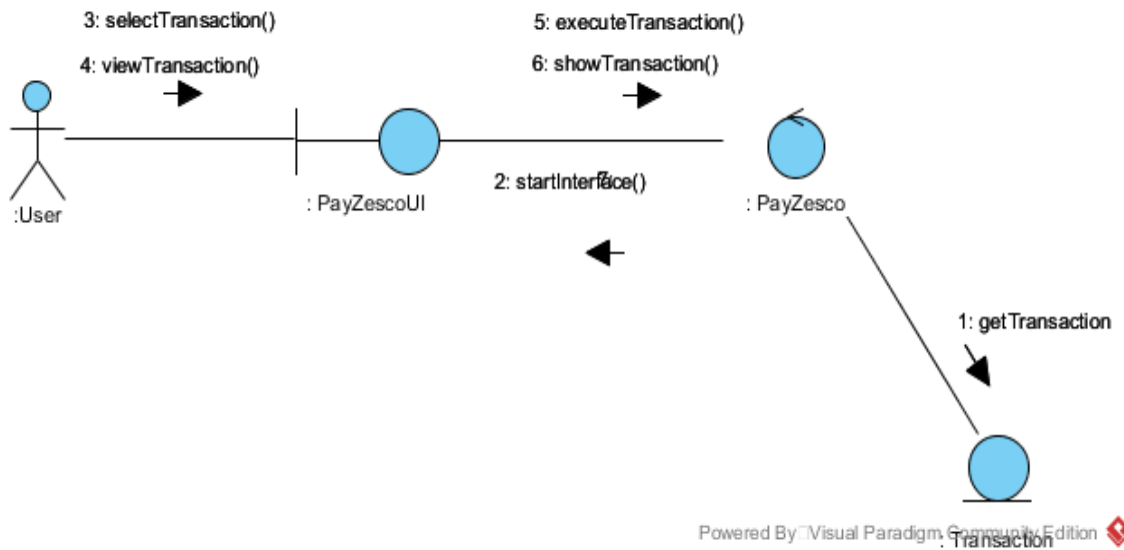 3: selectTransaction()
5: executeTransaction()
4: viewTransaction()
6: showTransaction()
2: startInterface()
7
1: getTransaction
:User
: PayZescoUI
: PayZesco
: Transaction
Powered By Visual Paradigm Community Edition